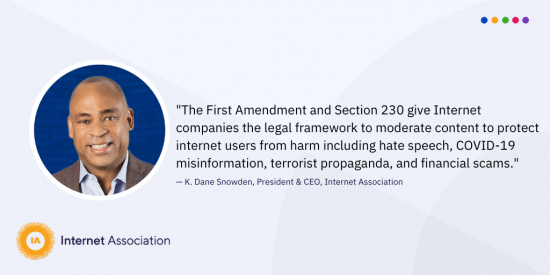 "The First Amendment and Section 230 give Internet
companies the legal framework to moderate content to protect
internet users from harm including hate speech, COVID-19
misinformation, terrorist propaganda, and financial scams."
— K. Dane Snowden, President & CEO, Internet Association
IA Internet Association